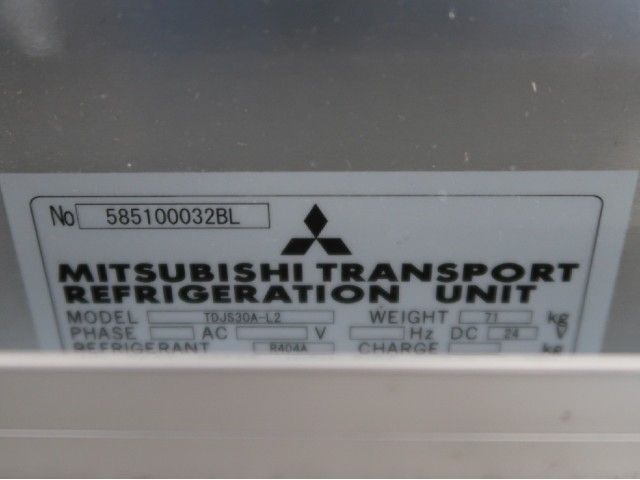 No 585100032BL
MITSUBISHI TRANSPORT
REFRIGERATION UNIT
MODEL TDJS30A-L2 WEIGHT 71 kg
PHASE AC V Hz DC 24 V
REFRIGERANT R404A CHARGE kg